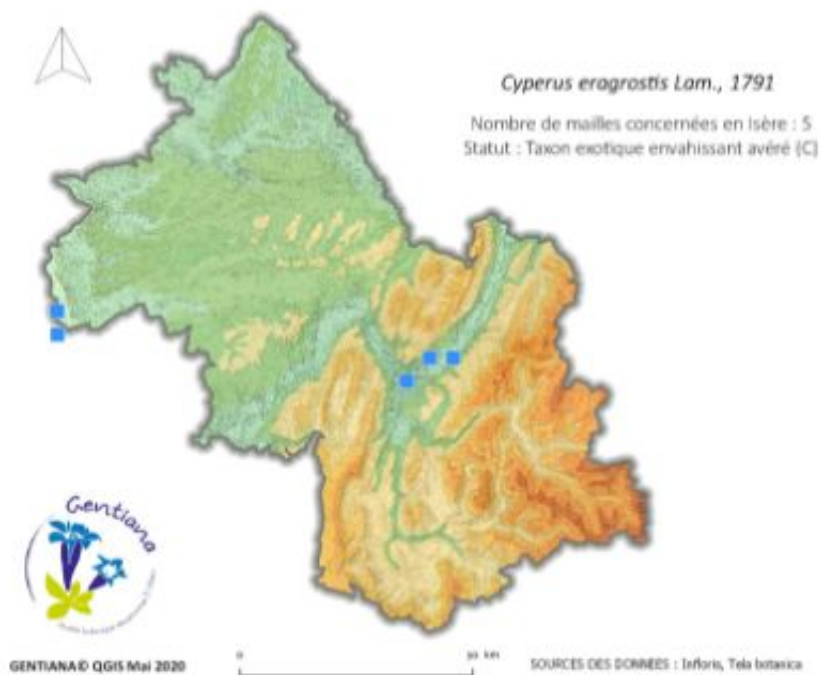 Cyperus eragrostis Lam., 1791
Nombre de mailles concernées en Isère : 5
Statut : Taxon exotique envahissant avéré (C)
Gentiana
GENTIANA© QGIS Mai 2020
0
km
SOURCES DES DONNEES : Infloris, Tela botanica